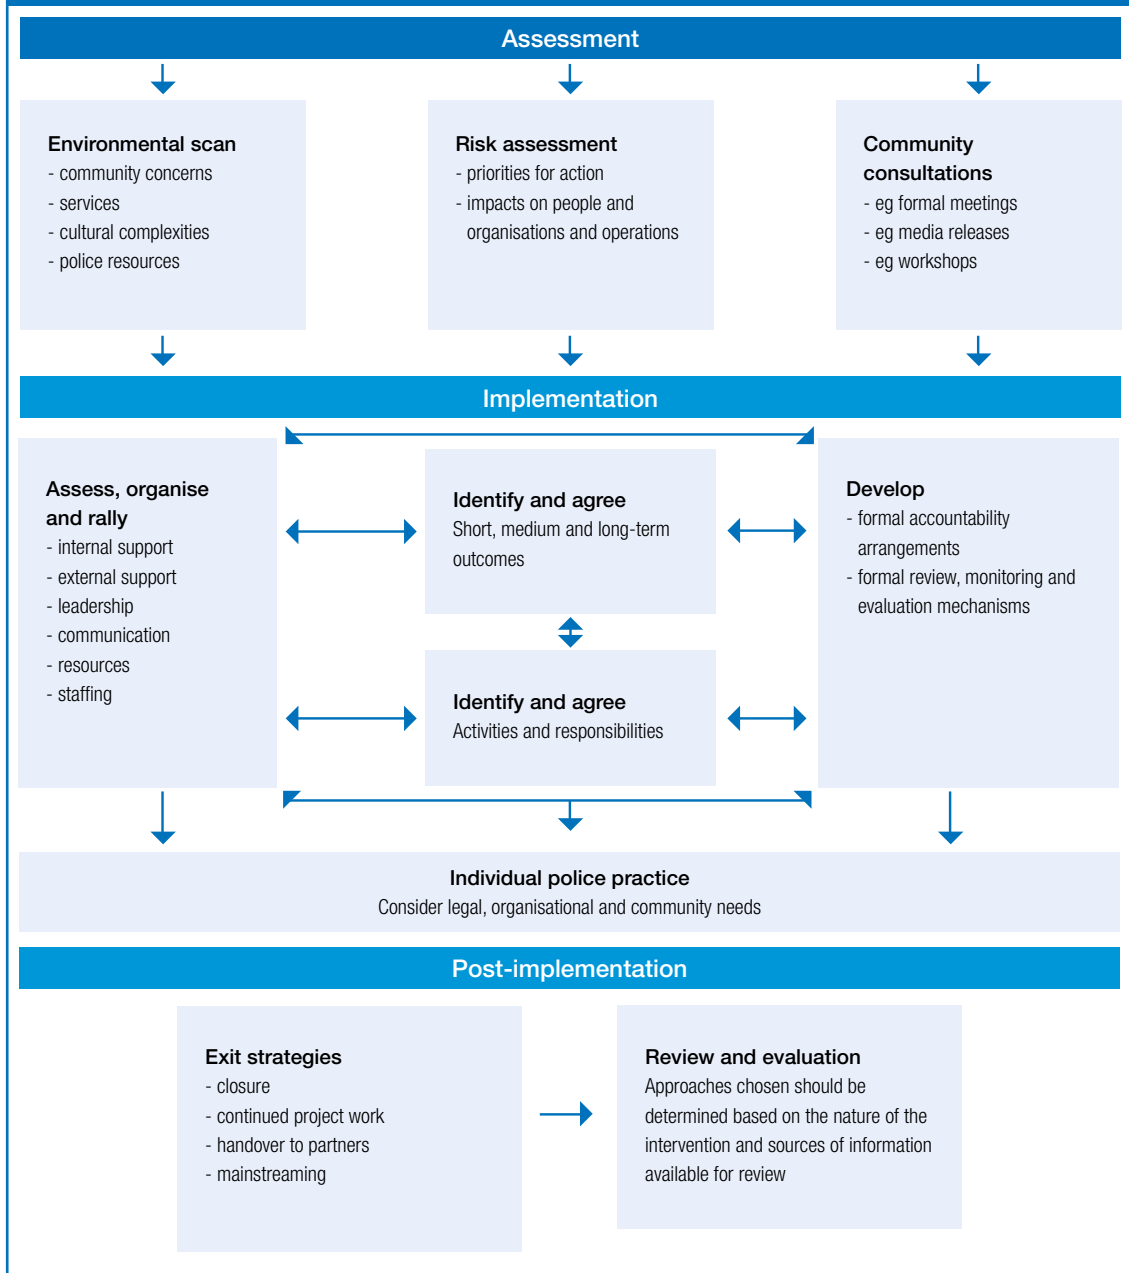 Assessment
Environmental scan
- community concerns
- services
- cultural complexities
- police resources
Risk assessment
- priorities for action
- impacts on people and
organisations and operations
Community
consultations
- eg formal meetings
- eg media releases
- eg workshops
Implementation
Assess, organise
and rally
- internal support
- external support
- leadership
- communication
- resources
- staffing
Identify and agree
Short, medium and long-term
outcomes
Identify and agree
Activities and responsibilities
Develop
- formal accountability
arrangements
- formal review, monitoring and
evaluation mechanisms
Individual police practice
Consider legal, organisational and community needs
Post-implementation
Exit strategies
- closure
- continued project work
- handover to partners
- mainstreaming
Review and evaluation
Approaches chosen should be
determined based on the nature of the
intervention and sources of information
available for review